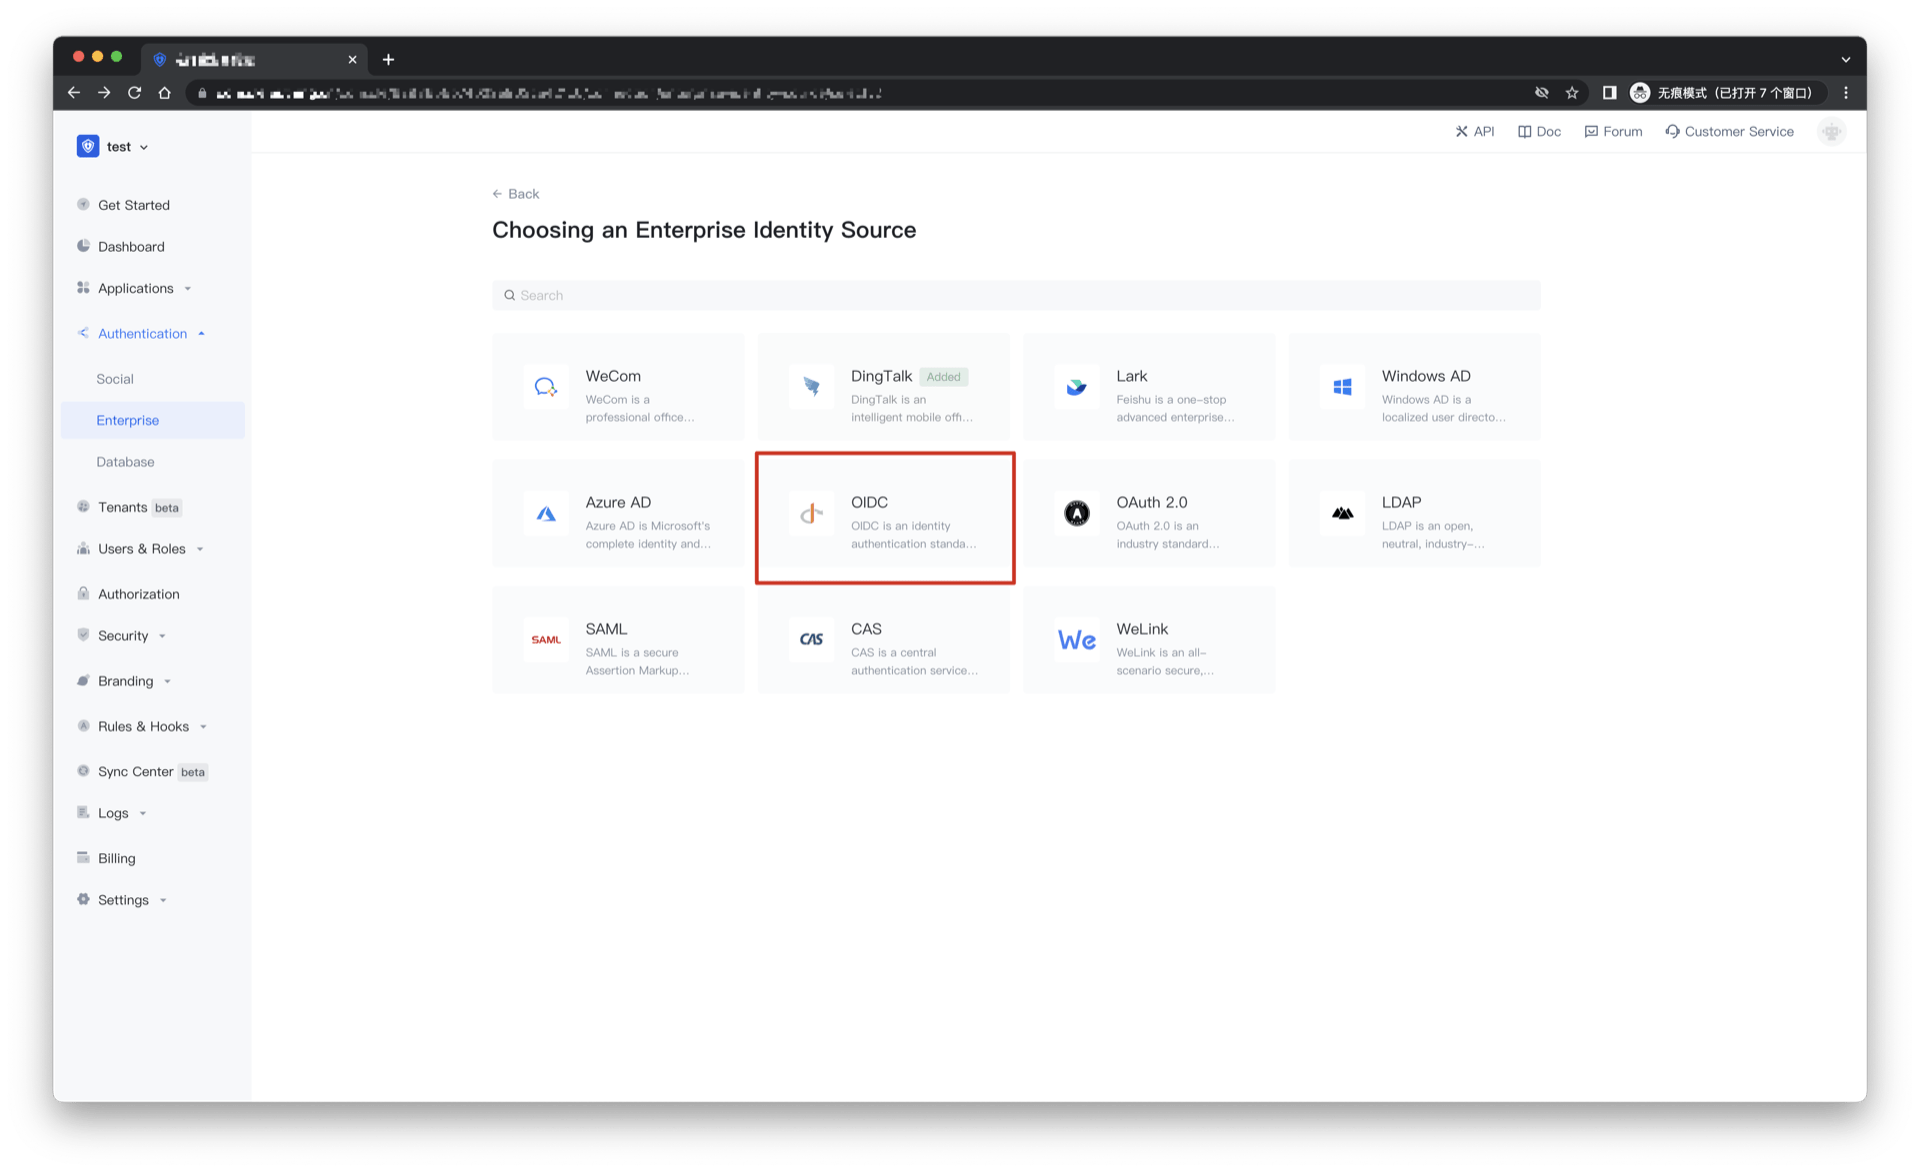 无痕模式（已打开 7 个窗口）
test
API
Doc
Forum
Customer Service
Get Started
Dashboard
Applications
Authentication
Social
Enterprise
Database
Tenants beta
Users & Roles
Authorization
Security
Branding
Rules & Hooks
Sync Center beta
Logs
Billing
Settings
Back
Choosing an Enterprise Identity Source
Search
WeCom
WeCom is a
professional office...
DingTalk Added
DingTalk is an
intelligent mobile offi...
Lark
Feishu is a one-stop
advanced enterprise...
Windows AD
Windows AD is a
localized user directo...
Azure AD
Azure AD is Microsoft's
complete identity and...
OIDC
OIDC is an identity
authentication standa...
A
OAuth 2.0
OAuth 2.0 is an
industry standard...
LDAP
LDAP is an open,
neutral, industry-...
SAML
SAML
SAML is a secure
Assertion Markup...
CAS
CAS
CAS is a central
authentication service...
We
WeLink
WeLink is an all-
scenario secure,...